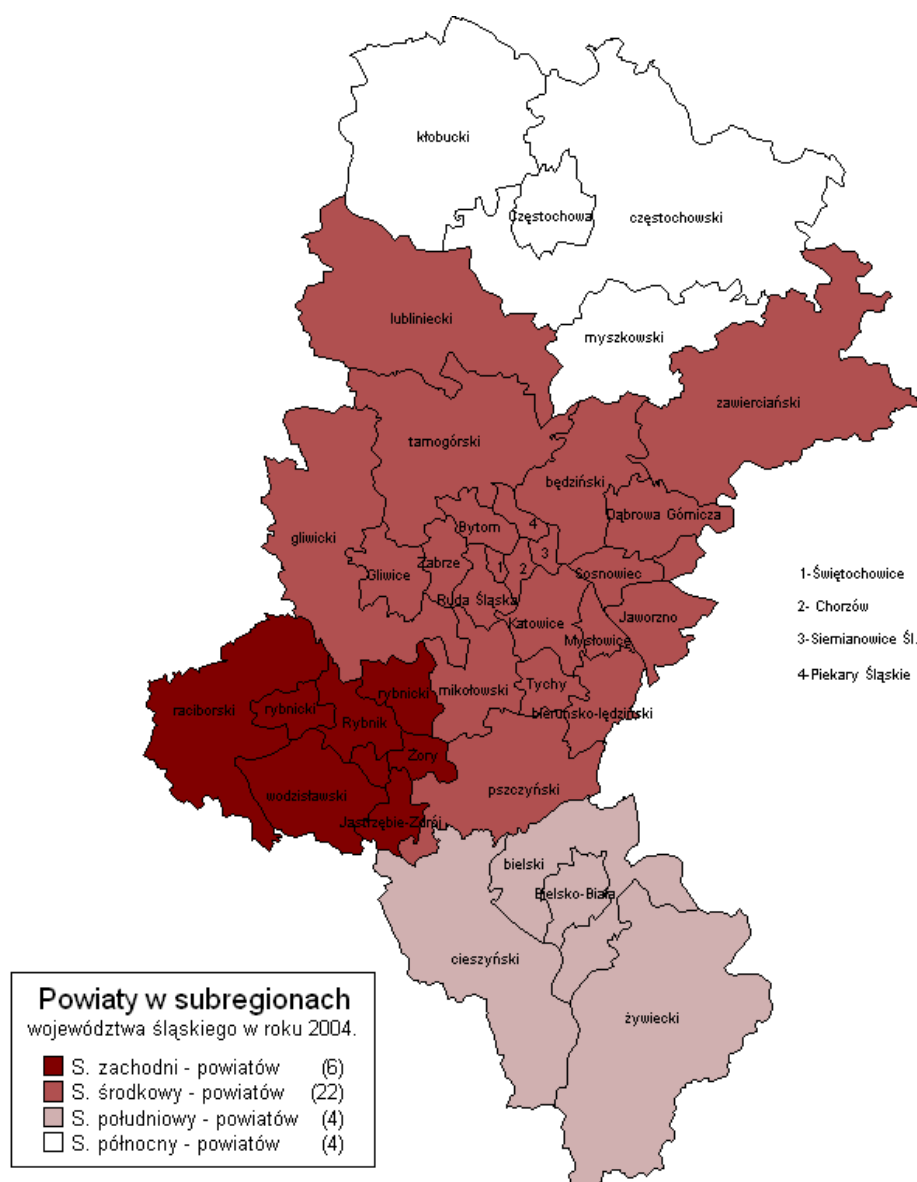 kłobucki
Częstochowa
częstochowski
lubliniecki
myszkowski
zawierciański
tarnogórski
będziński
Dąbrowa Górnicza
Bytom
4
gliwicki
Gliwice
Zabrze
1
2
3
Sosnowiec
1-Świętochowice
Ruda Śląska
Katowice
Mysłowice
Jaworzno
2- Chorzów
3-Siemianowice Śl.
4-Piekary Śląskie
raciborski
rybnicki
Rybnik
rybnicki
mikołowski
Tychy
bieruńsko-lędziński
Żory
wodzisławski
Jastrzębie-Zdrój
pszczyński
bielski
Bielsko-Biała
cieszyński
żywiecki
Powiaty w subregionach
województwa śląskiego w roku 2004.
S. zachodni - powiatów (6)
S. środkowy - powiatów (22)
S. południowy - powiatów (4)
S. północny - powiatów (4)